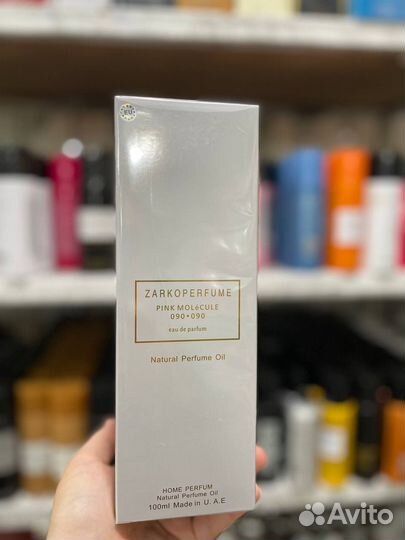 ZARKOPERFUME
PINK MOLéCULE
090•090
eau de parfum
Natural Perfume Oil
HOME PERFUM
Natural Perfume Oil
100ml Made in U. A.E
Avito